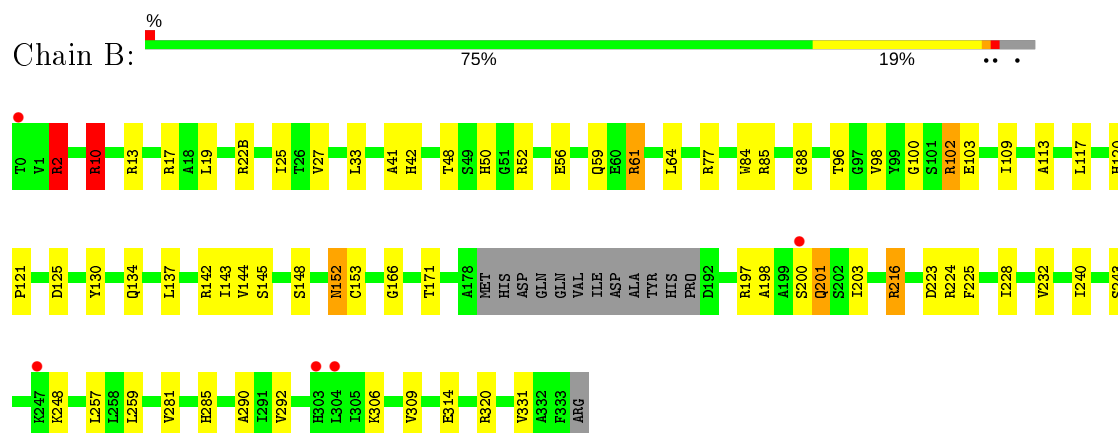 %
Chain B:
75% 19%
T0 V1 R2 R10 R13 R17 A18 L19 R22B I25 T26 V27 L33 A41 H42 T48 S49 H50 G51 R52 E56 Q59 E60 R61 L64 R77 W84 R85 G88 T96 G97 V98 Y99 G100 S101 R102 E103 I109 A113 L117 H120
P121 D125 Y130 Q134 L137 R142 I143 V144 S145 S148 N152 C153 G166 T171 A178 MET HIS ASP GLN GLN VAL ILE ASP ALA TYR HIS PRO D192 R197 A198 A199 S200 Q201 S202 I203 R216 D223 R224 F225 I228 V232 I240 S243
K247 K248 L257 L258 L259 V281 H285 A290 I291 V292 H303 L304 I305 K306 V309 E314 R320 V331 A332 F333 ARG